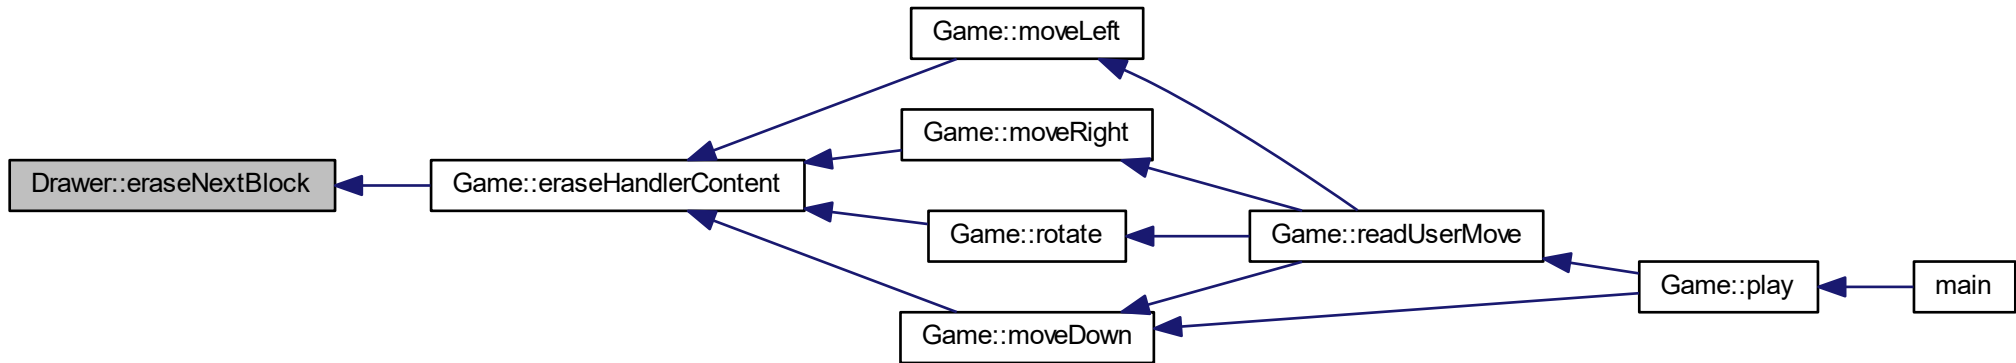 Drawer::eraseNextBlock
Game::eraseHandlerContent
Game::moveLeft
Game::moveRight
Game::rotate
Game::moveDown
Game::readUserMove
Game::play
main